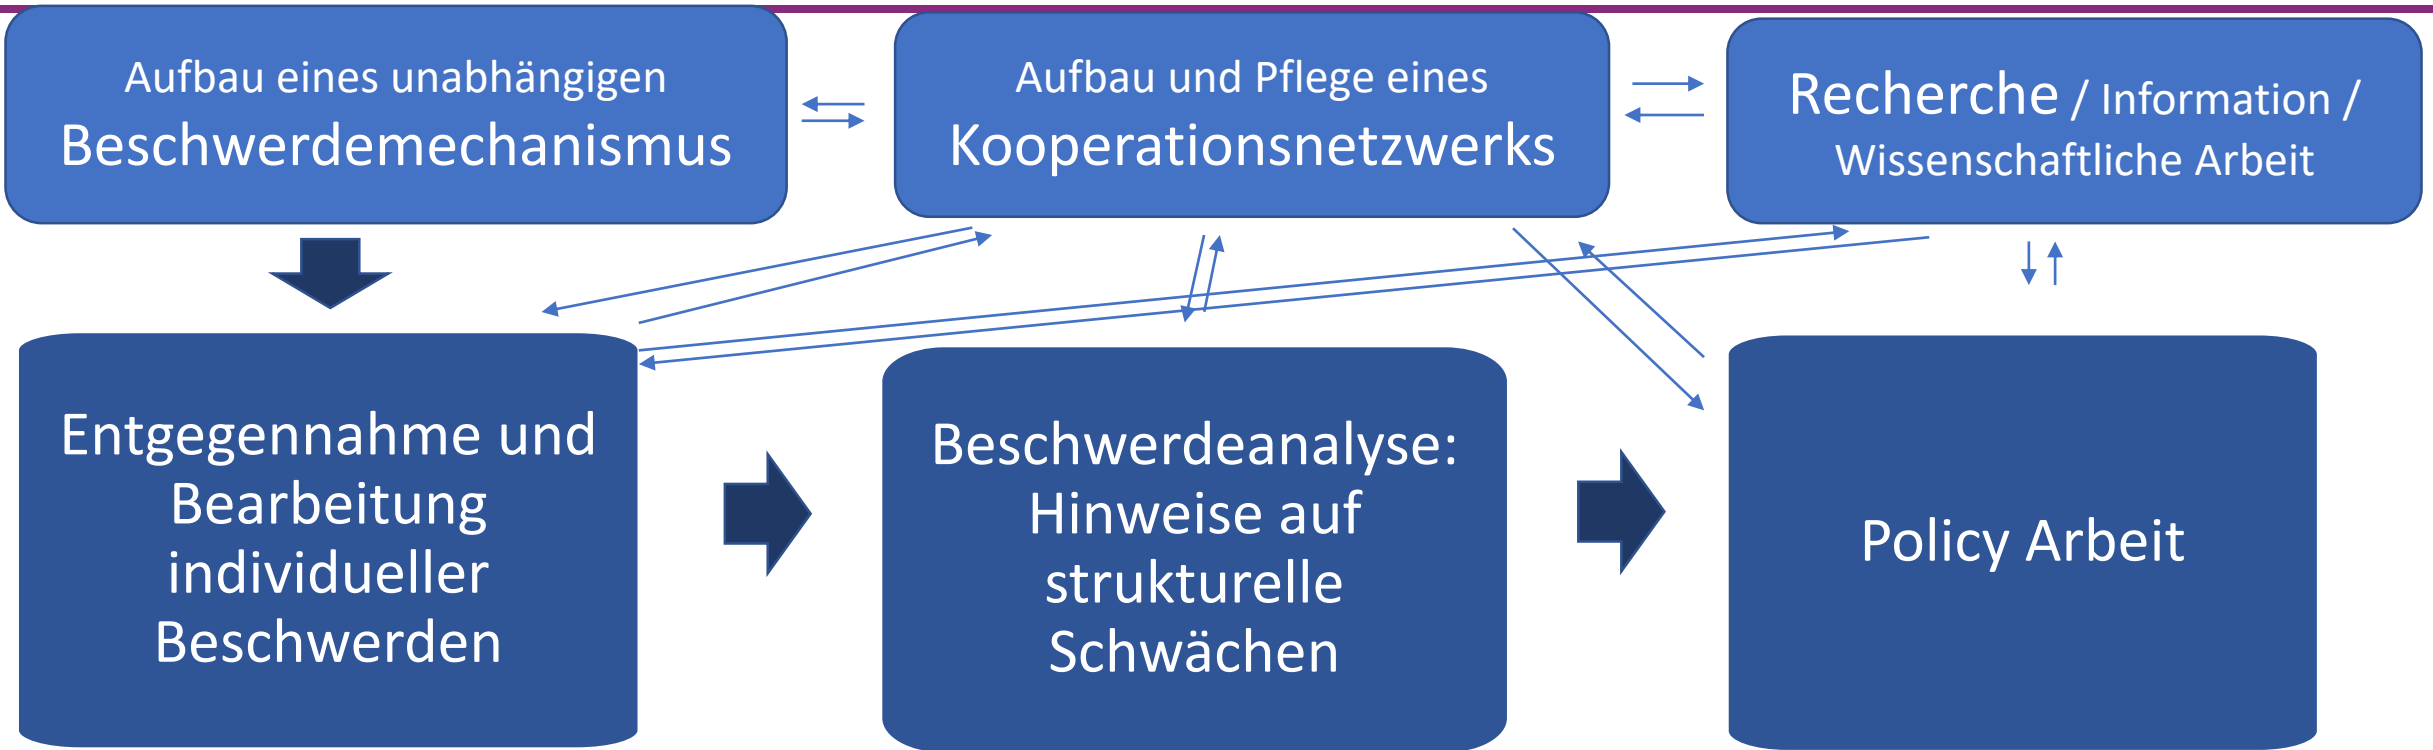 Aufbau eines unabhängigen
Beschwerdemechanismus
Aufbau und Pflege eines
Kooperationsnetzwerks
Recherche / Information /
Wissenschaftliche Arbeit
Entgegennahme und
Bearbeitung
individueller
Beschwerden
Beschwerdeanalyse:
Hinweise auf
strukturelle
Schwächen
Policy Arbeit